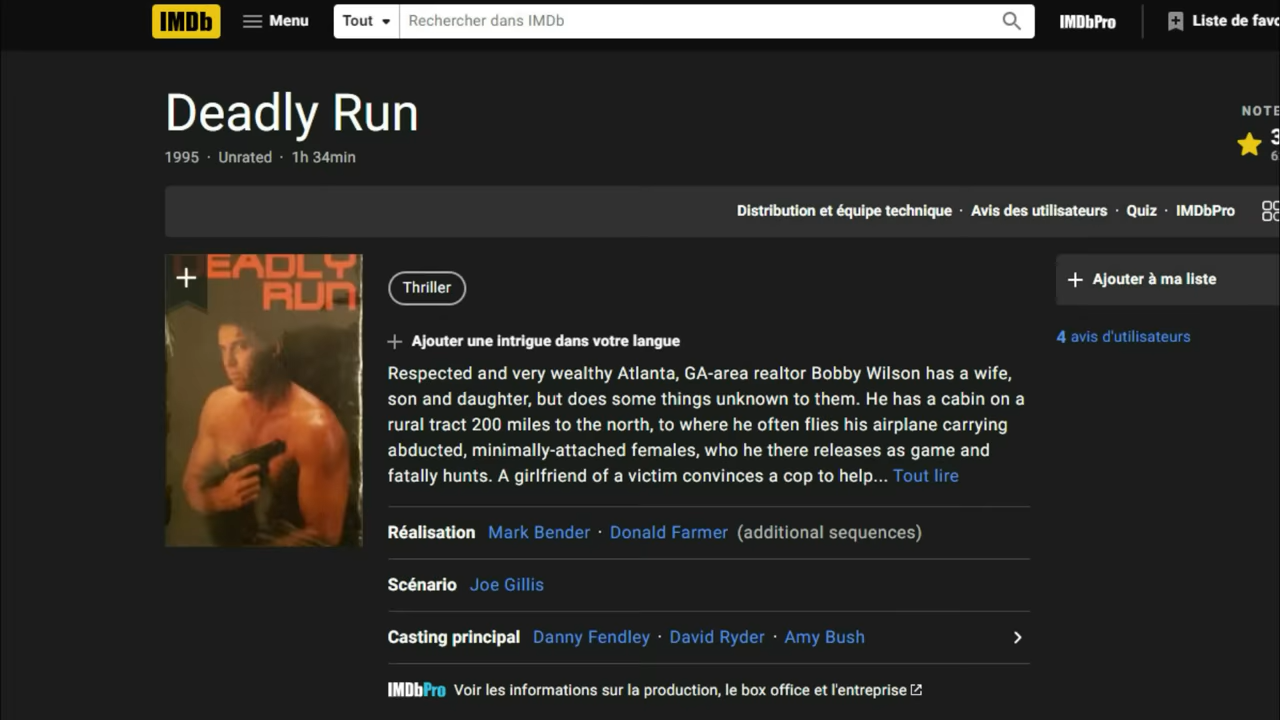 IMDb Menu Tout Rechercher dans IMDb IMDbPro Liste de
Deadly Run
NOTE
1995 · Unrated · 1h 34min
Distribution et équipe technique · Avis des utilisateurs · Quiz · IMDbPro
EADLY
RUN
Thriller
Ajouter à ma liste
4 avis d'utilisateurs
Ajouter une intrigue dans votre langue
Respected and very wealthy Atlanta, GA-area realtor Bobby Wilson has a wife,
son and daughter, but does some things unknown to them. He has a cabin on a
rural tract 200 miles to the north, to where he often flies his airplane carrying
abducted, minimally-attached females, who he there releases as game and
fatally hunts. A girlfriend of a victim convinces a cop to help... Tout lire
Réalisation Mark Bender · Donald Farmer (additional sequences)
Scénario Joe Gillis
Casting principal Danny Fendley · David Ryder · Amy Bush
IMDbPro Voir les informations sur la production, le box office et l'entreprise